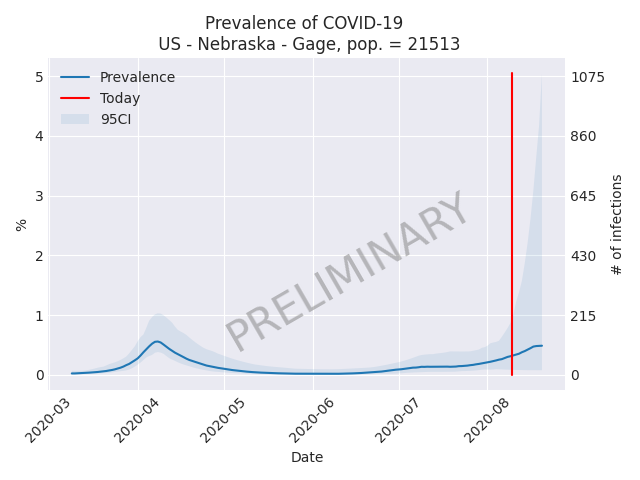 Prevalence of COVID-19
US - Nebraska - Gage, pop. = 21513
Prevalence
Today
95CI
5
4
3
2
1
0
%
1075
860
645
430
215
0
# of infections
PRELIMINARY
2020-03
2020-04
2020-05
2020-06
2020-07
2020-08
Date